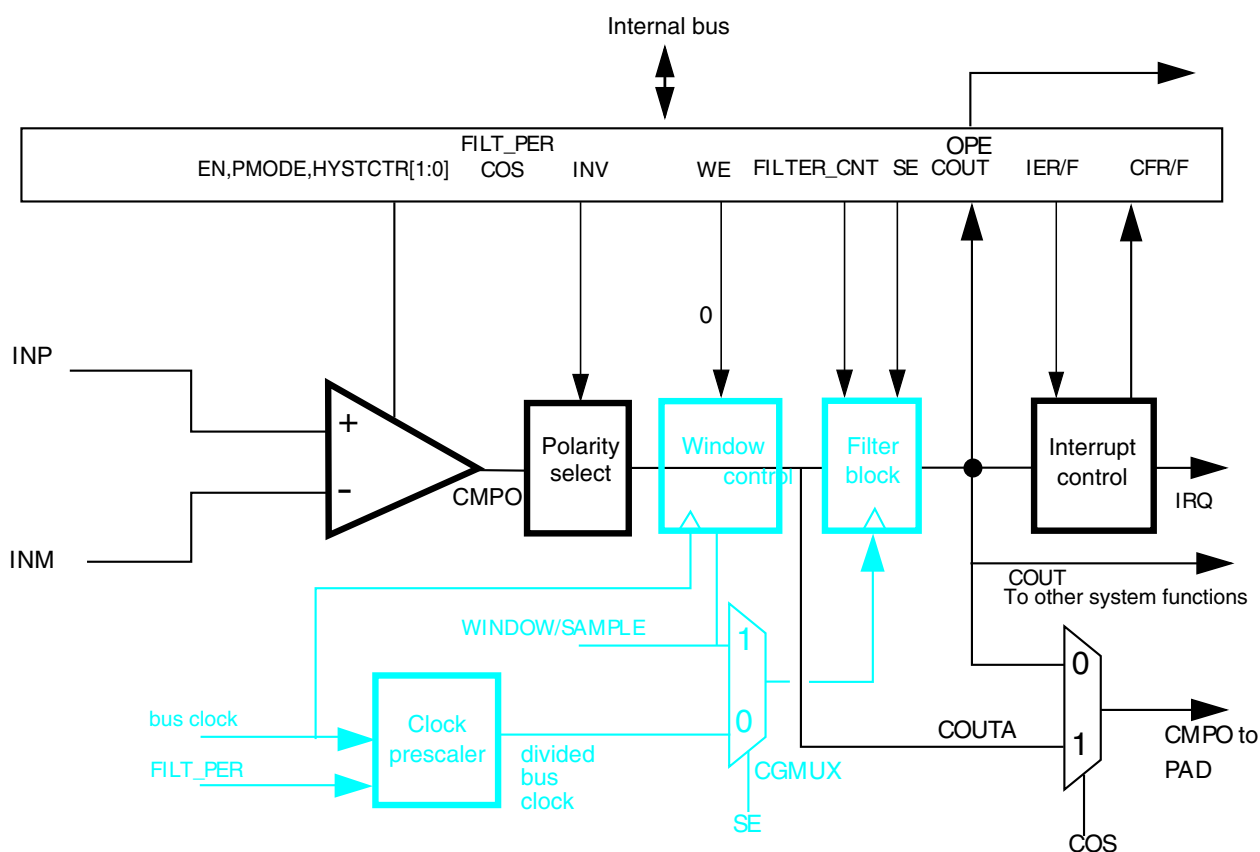 Internal bus
FILT_PER
OPE
EN,PMODE,HYSTCTR[1:0]
COS
INV
WE
FILTER_CNT
SE
COUT
IER/F
CFR/F
0
INP
+
-
INM
CMPO
Polarity
select
Window
control
Filter
block
Interrupt
control
IRQ
COUT
To other system functions
WINDOW/SAMPLE
1
0
bus clock
FILT_PER
Clock
prescaler
divided
bus
clock
CGMUX
SE
COUTA
0
1
CMPO to
PAD
COS